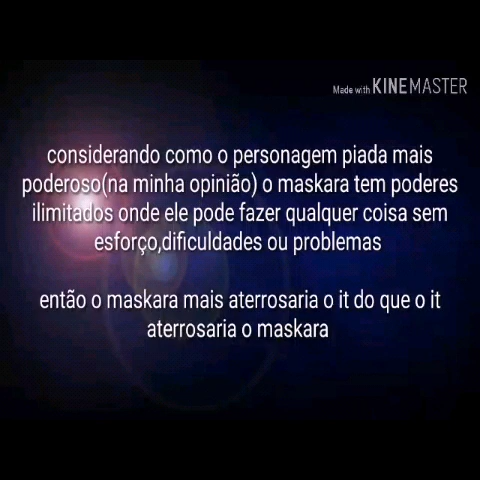 Made with KINEMASTER
considerando como o personagem piada mais
poderoso(na minha opinião) o maskara tem poderes
ilimitados onde ele pode fazer qualquer coisa sem
esforço,dificuldades ou problemas
então o maskara mais aterrosaria o it do que o it
aterrosaria o maskara